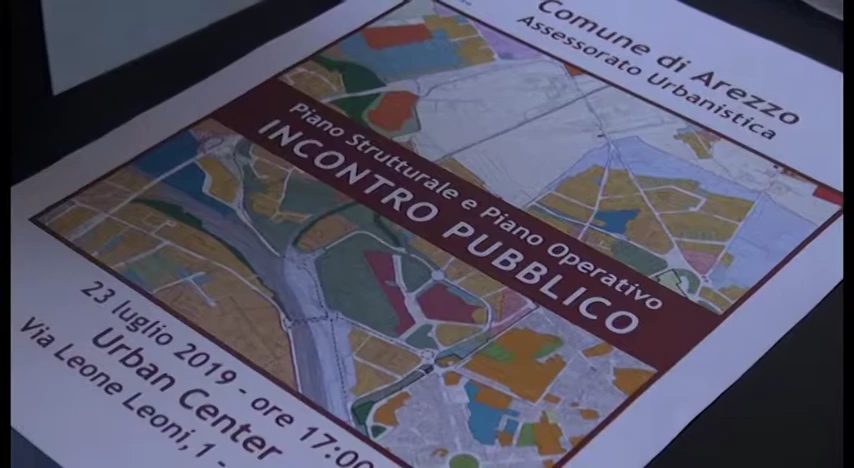 Comune di Arezzo
Assessorato Urbanistica
Piano Strutturale e Piano Operativo
INCONTRO PUBBLICO
23 luglio 2019 - ore 17:00
Urban Center
Via Leone Leoni, 1 -